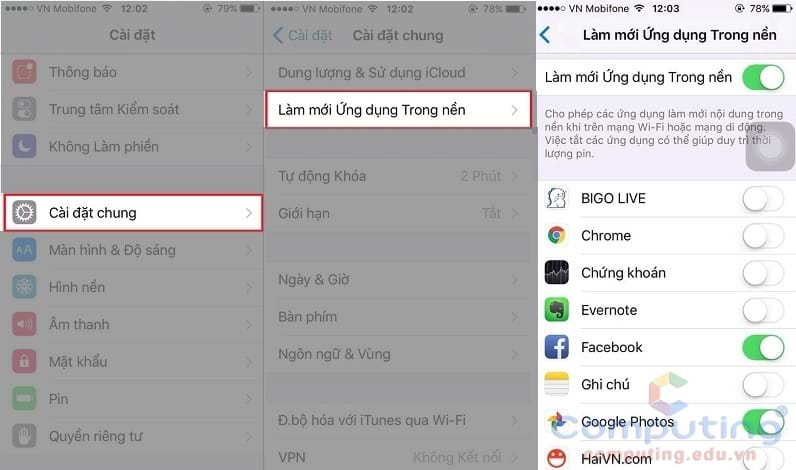 VN Mobifone 12:02 79%
Cài đặt
Thông báo
Trung tâm Kiểm soát
Không Làm phiền
Cài đặt chung
AA Màn hình & Độ sáng
Hình nền
Âm thanh
Mật khẩu
Pin
Quyền riêng tư
VN Mobifone 12:02 78%
Cài đặt Cài đặt chung
Dung lượng & Sử dụng iCloud
Làm mới Ứng dụng Trong nền
Tự động Khóa 2 Phút
Giới hạn Tắt
Ngày & Giờ
Bàn phím
Ngôn ngữ & Vùng
Đ.bộ hóa với iTunes qua Wi-Fi
VPN Không Kết nối
VN Mobifone 12:03 78%
Làm mới Ứng dụng Trong nền
Làm mới Ứng dụng Trong nền
Cho phép các ứng dụng làm mới nội dung trong
nền khi trên mạng Wi-Fi hoặc mạng di động.
Việc tắt các ứng dụng có thể giúp duy trì thời
lượng pin.
BIGO LIVE
Chrome
Chứng khoán
Evernote
Facebook
Ghi chú
Google Photos
HaiVN.com
Computing
computing.edu.vn